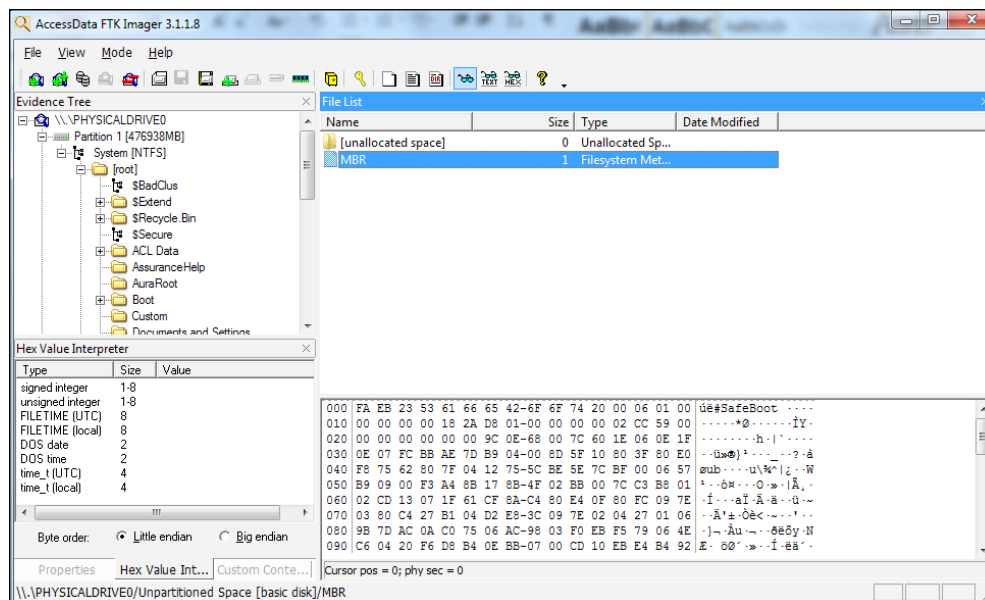 AccessData FTK Imager 3.1.1.8
File View Mode Help
Evidence Tree
\\.\PHYSICALDRIVE0
Partition 1 [476938MB]
System [NTFS]
[root]
$BadClus
$Extend
$Recycle.Bin
$Secure
ACL Data
AssuranceHelp
AuraRoot
Boot
Custom
Documents and Settings
File List
Name Size Type Date Modified
[unallocated space] 0 Unallocated Sp...
MBR 1 Filesystem Met...
Hex Value Interpreter
Type Size Value
signed integer 1-8
unsigned integer 1-8
FILETIME (UTC) 8
FILETIME (local) 8
DOS date 2
DOS time 2
time_t (UTC) 4
time_t (local) 4
Byte order: Little endian Big endian
Properties Hex Value Int... Custom Conte...
000 FA EB 23 53 61 66 65 42-6F 6F 74 20 00 06 01 00 úë#SafeBoot ····
010 00 00 00 00 18 2A D8 01-00 00 00 00 02 CC 59 00 ·····*Ø······ÌY·
020 00 00 00 00 00 00 9C 0E-68 00 7C 60 1E 06 0E 1F ········h·|`····
030 0E 07 FC BB AE 7D B9 04-00 8D 5F 10 80 3F 80 E0 ··ü»®}¹···_··?·à
040 F8 75 62 80 7F 04 12 75-5C BE 5E 7C BF 00 06 57 øub····u\¾^|¿··W
050 B9 09 00 F3 A4 8B 17 8B-4F 02 BB 00 7C C3 B8 01 ¹··ó¤···O·»·|Ã¸·
060 02 CD 13 07 1F 61 CF 8A-C4 80 E4 0F 80 FC 09 7E ·Í···aÏ·Ä·ä··ü·~
070 03 80 C4 27 B1 04 D2 E8-3C 09 7E 02 04 27 01 06 ··Ä'±·Òè<·~··'··
080 9B 7D AC 0A C0 75 06 AC-98 03 F0 EB F5 79 06 4E ·}¬·Àu·¬··ðëõy·N
090 C6 04 20 F6 D8 B4 0E BB-07 00 CD 10 EB E4 B4 92 Æ· öØ´·»··Í·ëä´·
Cursor pos = 0; phy sec = 0
\\.\PHYSICALDRIVE0/Unpartitioned Space [basic disk]/MBR